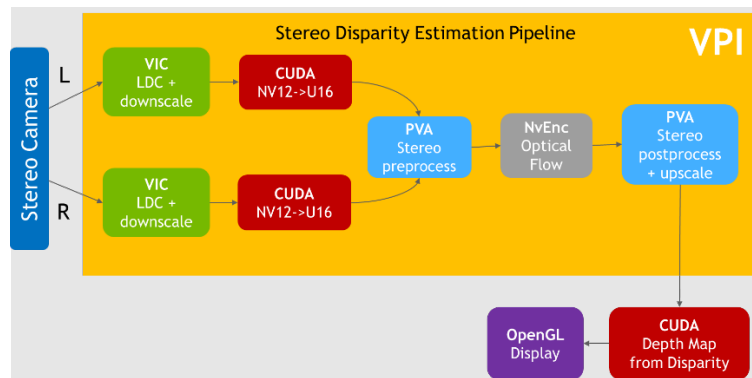 Stereo Disparity Estimation Pipeline
VPI
Stereo Camera
L
R
VIC
LDC +
downscale
CUDA
NV12->U16
VIC
LDC +
downscale
CUDA
NV12->U16
PVA
Stereo
preprocess
NvEnc
Optical
Flow
PVA
Stereo
postprocess
+ upscale
OpenGL
Display
CUDA
Depth Map
from Disparity